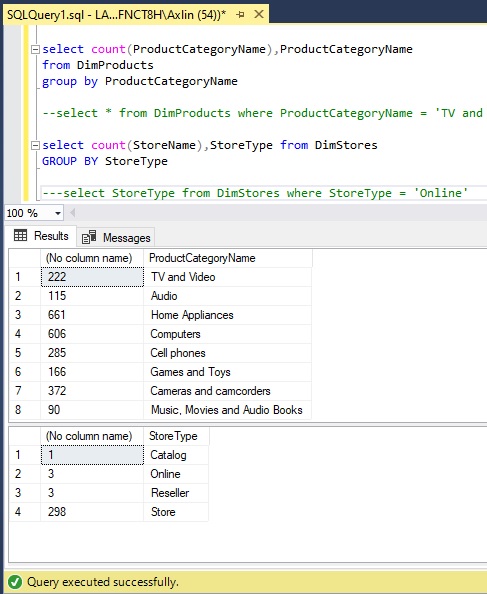 SQLQuery1.sql - LA...FNCT8H\Axlin (54))*
select count(ProductCategoryName),ProductCategoryName
from DimProducts
group by ProductCategoryName
--select * from DimProducts where ProductCategoryName = 'TV and
select count(StoreName),StoreType from DimStores
GROUP BY StoreType
---select StoreType from DimStores where StoreType = 'Online'
100 %
Results Messages
(No column name) ProductCategoryName
1 222 TV and Video
2 115 Audio
3 661 Home Appliances
4 606 Computers
5 285 Cell phones
6 166 Games and Toys
7 372 Cameras and camcorders
8 90 Music, Movies and Audio Books
(No column name) StoreType
1 1 Catalog
2 3 Online
3 3 Reseller
4 298 Store
Query executed successfully.